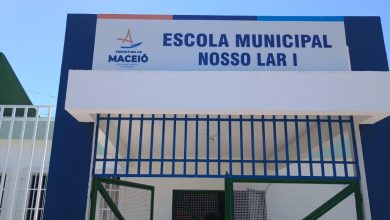 ESCOLA MUNICIPAL
NOSSO LAR I
PREFEITURA DE
MACEIÓ